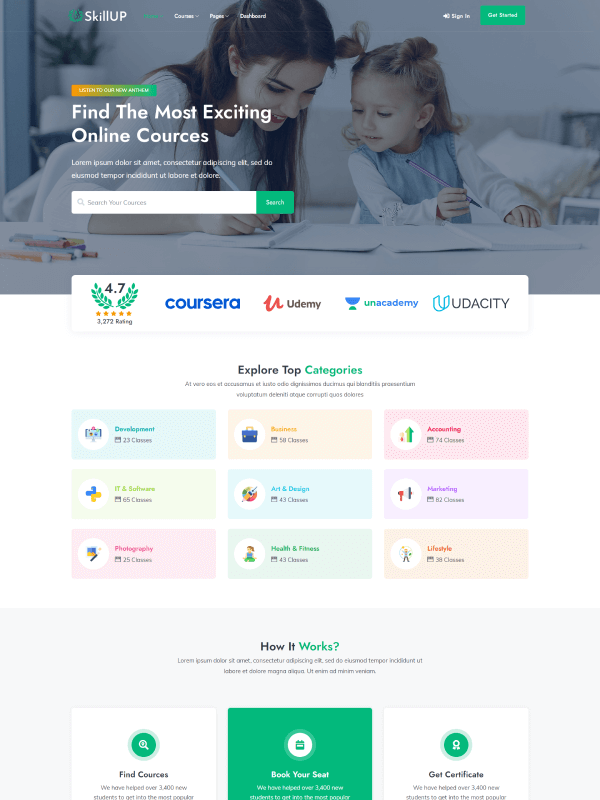 SkillUP
Home Courses Pages Dashboard
Sign In
Get Started
LISTEN TO OUR NEW ANTHEM
Find The Most Exciting
Online Cources
Lorem ipsum dolor sit amet, consectetur adipiscing elit, sed do
eiusmod tempor incididunt ut labore et dolore.
Search Your Cources
Search
4.7
3,272 Rating
coursera
Udemy
unacademy
UDACITY
Explore Top Categories
At vero eos et accusamus et iusto odio dignissimos ducimus qui blanditiis praesentium
voluptatum deleniti atque corrupti quos dolores
Development
23 Classes
Business
58 Classes
Accounting
74 Classes
IT & Software
65 Classes
Art & Design
43 Classes
Marketing
82 Classes
Photography
25 Classes
Health & Fitness
43 Classes
Lifestyle
38 Classes
How It Works?
Lorem ipsum dolor sit amet, consectetur adipiscing elit, sed do eiusmod tempor incididunt ut
labore et dolore magna aliqua. Ut enim ad minim veniam.
Find Cources
We have helped over 3,400 new
students to get into the most popular
Book Your Seat
We have helped over 3,400 new
students to get into the most popular
Get Certificate
We have helped over 3,400 new
students to get into the most popular